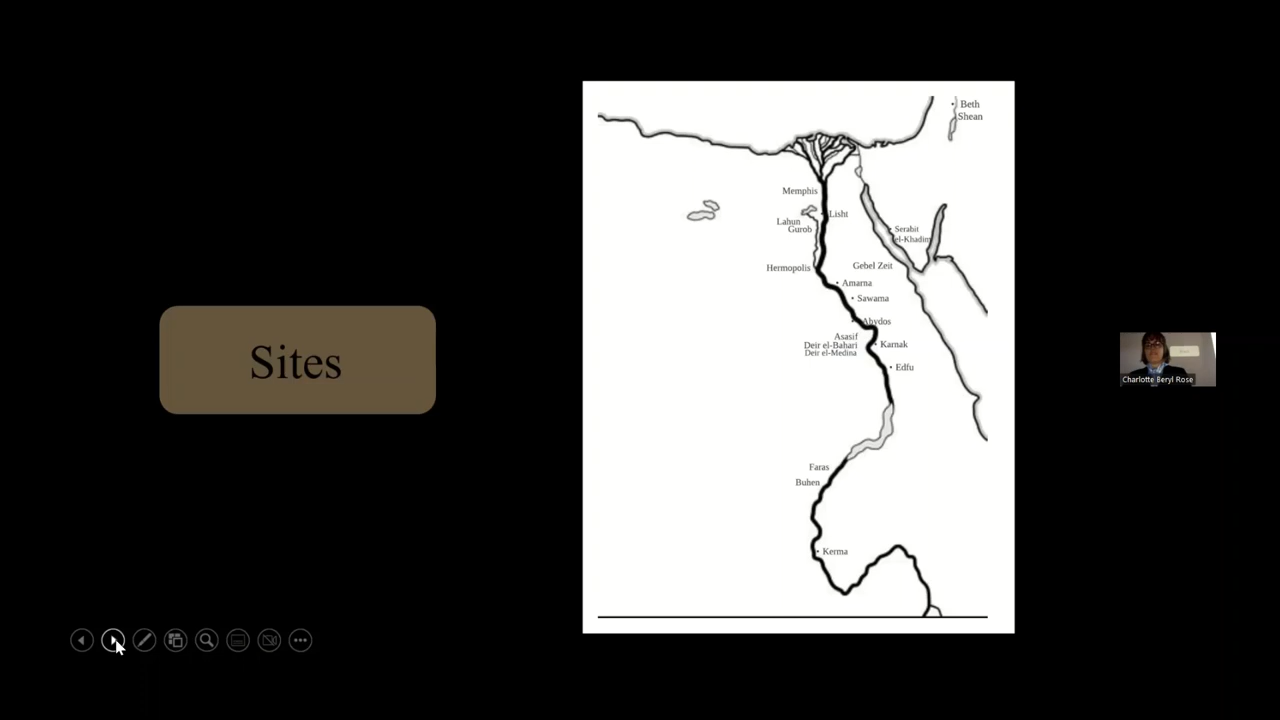 Sites
Beth
Shean
Memphis
Lisht
Lahun
Gurob
Serabit
el-Khadim
Hermopolis
Gebel Zeit
Amarna
Sawama
Abydos
Asasif
Deir el-Bahari
Karnak
Deir el-Medina
Edfu
Faras
Buhen
Kerma
Charlotte Beryl Rose